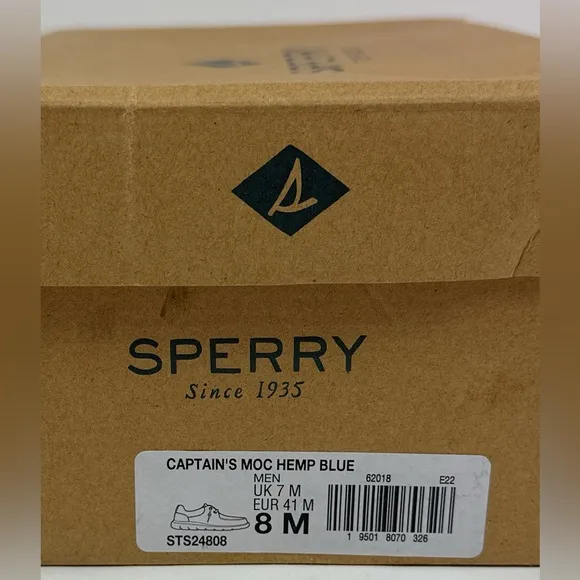 SPERRY
Since 1935
CAPTAIN'S MOC HEMP BLUE
MEN 62018 E22
UK 7 M
EUR 41 M
8 M
STS24808 1 9501 8070 326